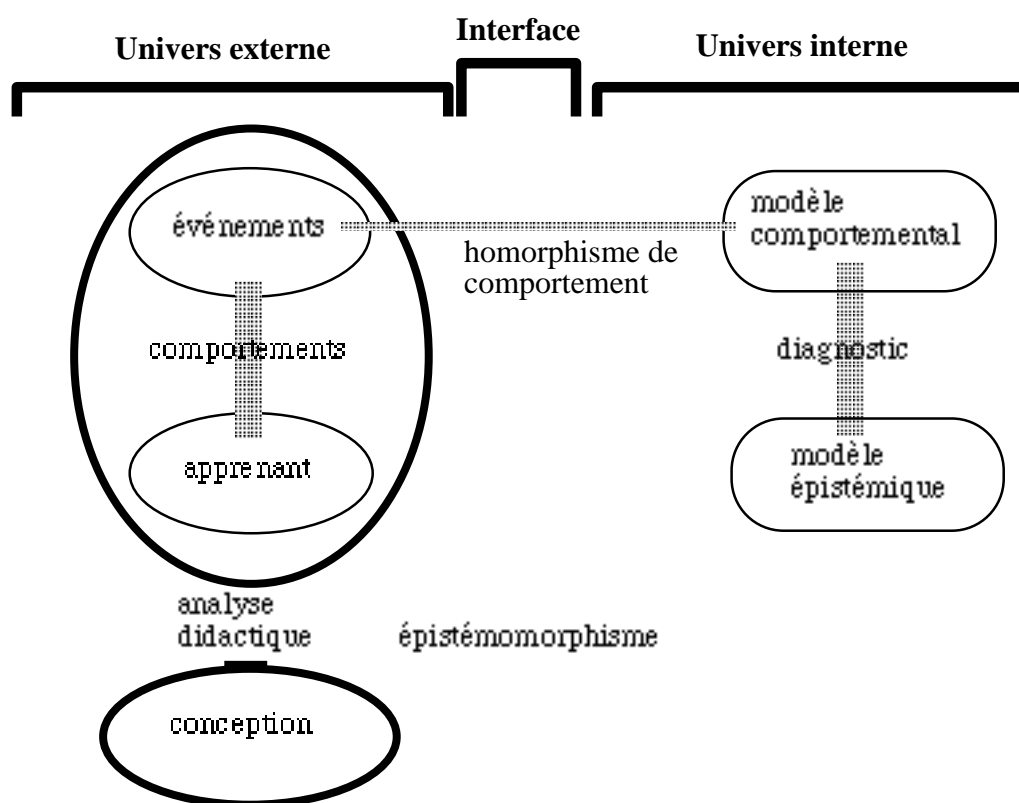 Univers externe
Interface
Univers interne
événements
modèle
comportemental
homorphisme de
comportement
comportements
diagnostic
apprenant
modèle
épistémique
analyse
didactique
épistémomorphisme
conception